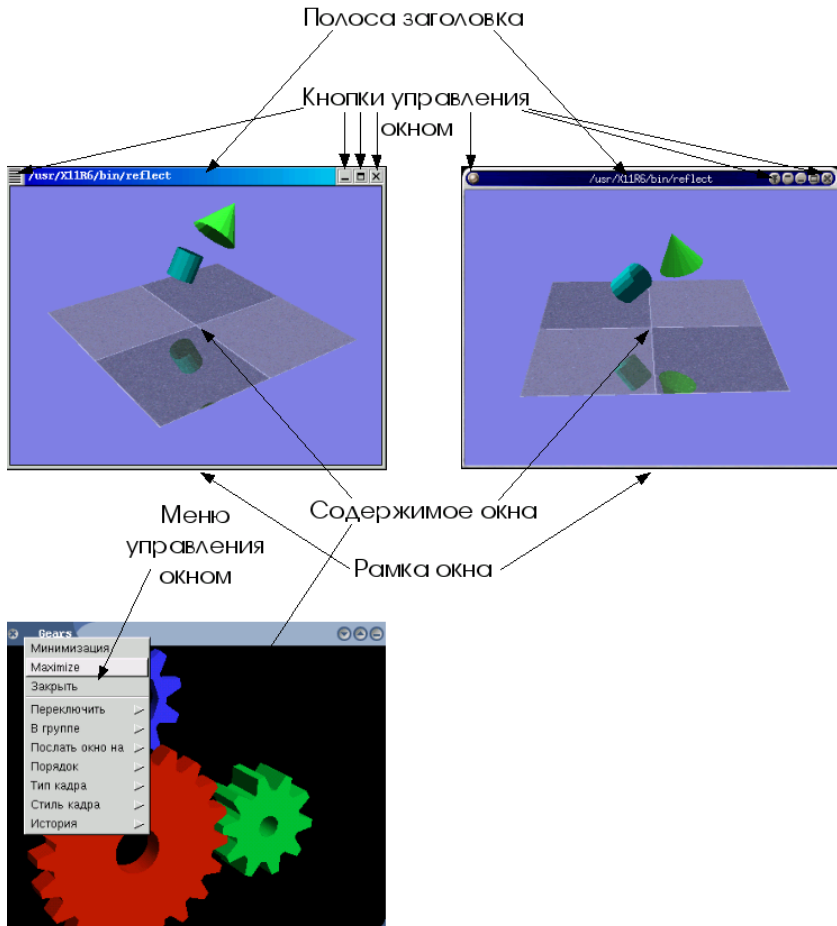 Полоса заголовка
Кнопки управления
окном
/usr/X11R6/bin/reflect
/usr/X11R6/bin/reflect
Содержимое окна
Меню
управления
окном
Рамка окна
Gears
Минимизация
Maximize
Закрыть
Переключить
В группе
Послать окно на
Порядок
Тип кадра
Стиль кадра
История